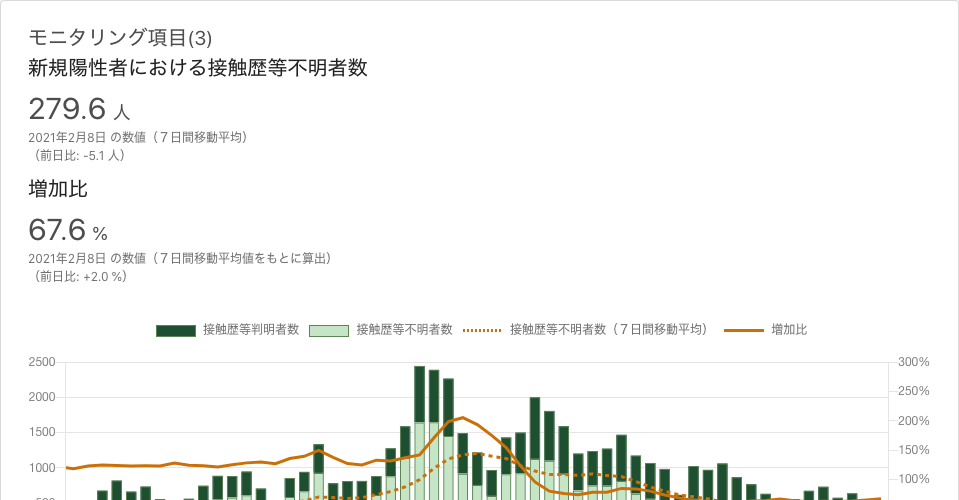 モニタリング項目(3)
新規陽性者における接触歴等不明者数
279.6 人
2021年2月8日 の数値（７日間移動平均）
（前日比: -5.1 人）
増加比
67.6 %
2021年2月8日 の数値（７日間移動平均値をもとに算出）
（前日比: +2.0 %）
接触歴等判明者数 接触歴等不明者数 接触歴等不明者数（７日間移動平均） 増加比
2500 300%
250%
2000
200%
1500
150%
1000
100%
500